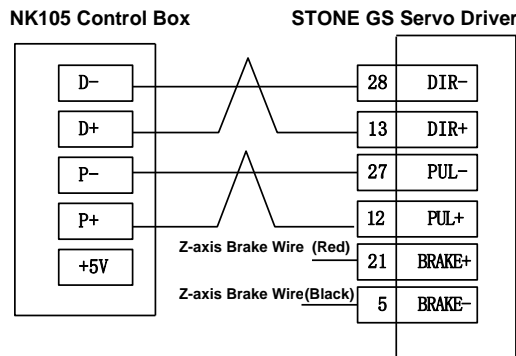 NK105 Control Box STONE GS Servo Driver
D- 28 DIR-
D+ 13 DIR+
P- 27 PUL-
P+ 12 PUL+
+5V Z-axis Brake Wire (Red) 21 BRAKE+
Z-axis Brake Wire(Black) 5 BRAKE-